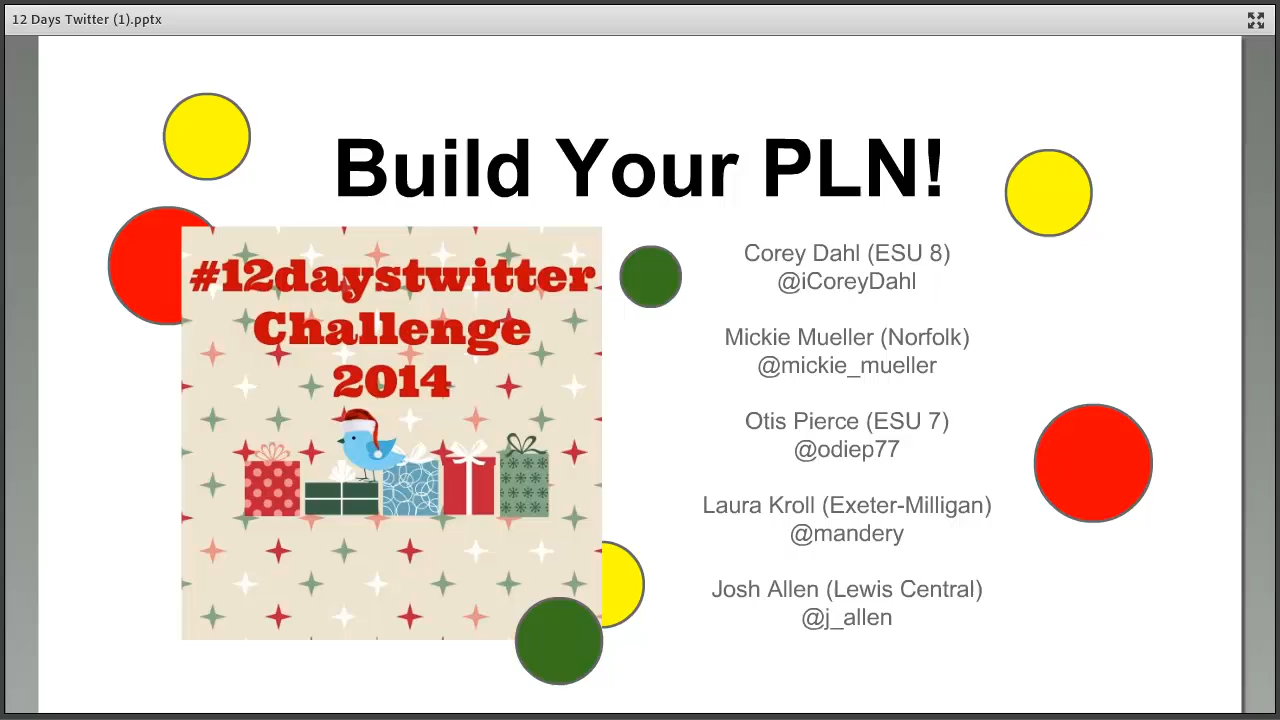 12 Days Twitter (1).pptx
Build Your PLN!
#12daystwitter
Challenge
2014
Corey Dahl (ESU 8)
@iCoreyDahl
Mickie Mueller (Norfolk)
@mickie_mueller
Otis Pierce (ESU 7)
@odiep77
Laura Kroll (Exeter-Milligan)
@mandery
Josh Allen (Lewis Central)
@j_allen